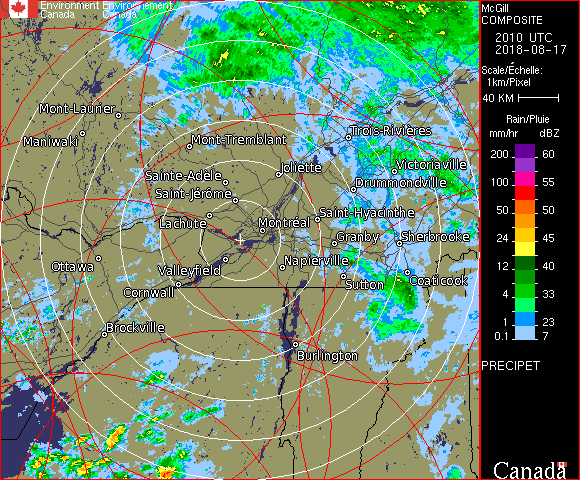 Environment Environnement
Canada Canada
McGill
COMPOSITE
2010 UTC
2018-08-17
Scale/Échelle:
1km/Pixel
40 KM
Rain/Pluie
mm/hr dBZ
200 60
150 57
100 55
50 50
24 45
12 40
4 33
1 23
0.1 7
PRECIPET
Mont-Laurier
Maniwaki
Mont-Tremblant
Trois-Rivières
Joliette
Victoriaville
Sainte-Adèle
Drummondville
Saint-Jérôme
Lachute
Saint-Hyacinthe
Montréal
Granby
Sherbrooke
Ottawa
Valleyfield
Napierville
Sutton
Coaticook
Cornwall
Brockville
Burlington
Canada